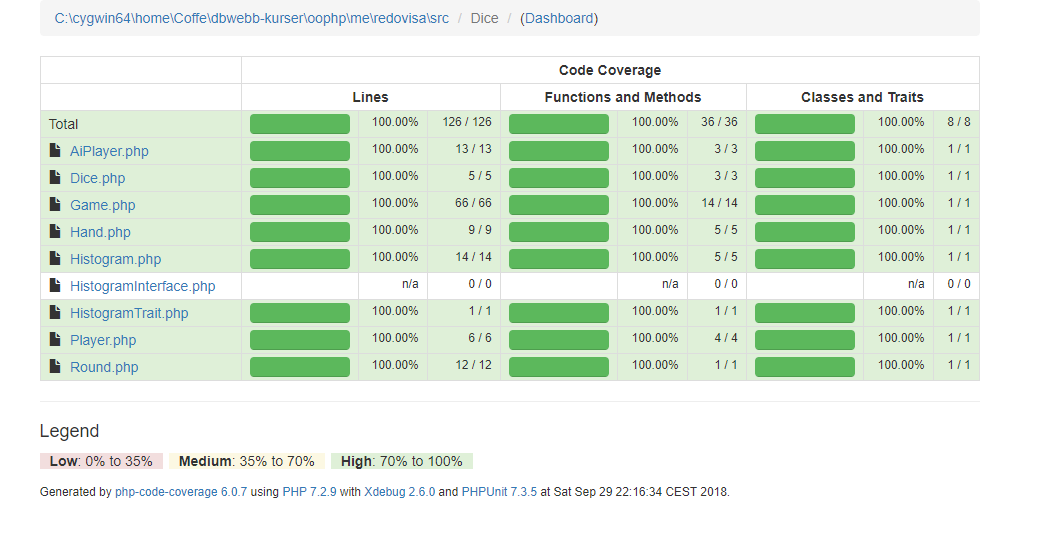 C:\cygwin64\home\Coffe\dbwebb-kurser\oophp\me\redovisa\src / Dice / (Dashboard)
Code Coverage
Lines Functions and Methods Classes and Traits
Total 100.00% 126 / 126 100.00% 36 / 36 100.00% 8 / 8
AiPlayer.php 100.00% 13 / 13 100.00% 3 / 3 100.00% 1 / 1
Dice.php 100.00% 5 / 5 100.00% 3 / 3 100.00% 1 / 1
Game.php 100.00% 66 / 66 100.00% 14 / 14 100.00% 1 / 1
Hand.php 100.00% 9 / 9 100.00% 5 / 5 100.00% 1 / 1
Histogram.php 100.00% 14 / 14 100.00% 5 / 5 100.00% 1 / 1
HistogramInterface.php n/a 0 / 0 n/a 0 / 0 n/a 0 / 0
HistogramTrait.php 100.00% 1 / 1 100.00% 1 / 1 100.00% 1 / 1
Player.php 100.00% 6 / 6 100.00% 4 / 4 100.00% 1 / 1
Round.php 100.00% 12 / 12 100.00% 1 / 1 100.00% 1 / 1
Legend
Low: 0% to 35% Medium: 35% to 70% High: 70% to 100%
Generated by php-code-coverage 6.0.7 using PHP 7.2.9 with Xdebug 2.6.0 and PHPUnit 7.3.5 at Sat Sep 29 22:16:34 CEST 2018.